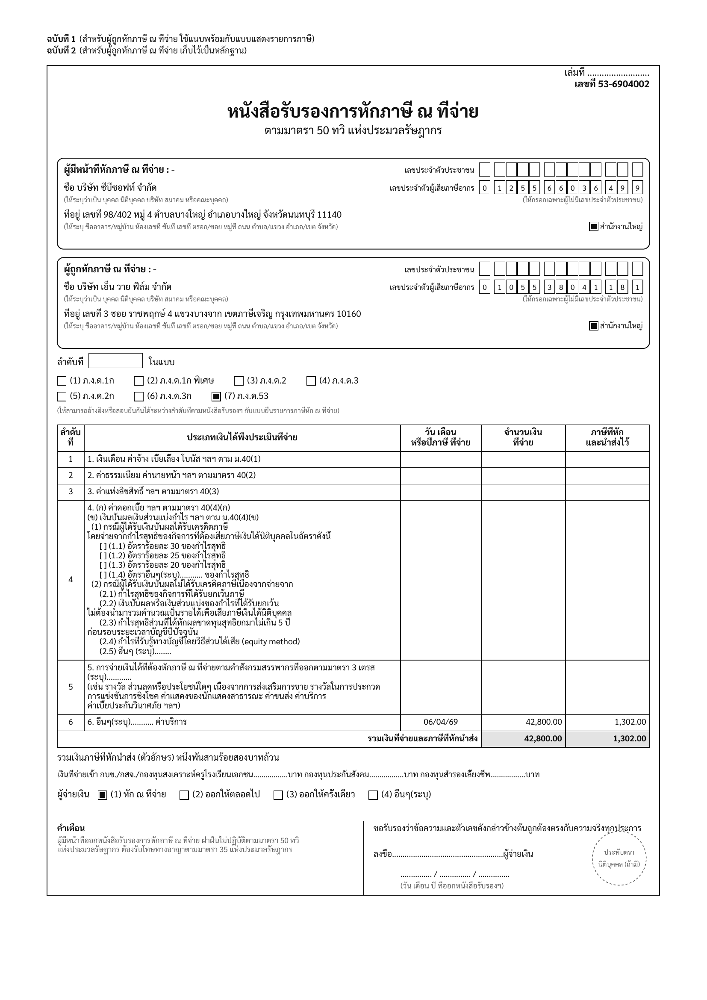 ฉบับที่ 1 (สำหรับผู้ถูกหักภาษี ณ ที่จ่าย ใช้แนบพร้อมกับแบบแสดงรายการภาษี)
ฉบับที่ 2 (สำหรับผู้ถูกหักภาษี ณ ที่จ่าย เก็บไว้เป็นหลักฐาน)
เล่มที่ ..........................
เลขที่ 53-6904002
หนังสือรับรองการหักภาษี ณ ที่จ่าย
ตามมาตรา 50 ทวิ แห่งประมวลรัษฎากร
ผู้มีหน้าที่หักภาษี ณ ที่จ่าย : - เลขประจำตัวประชาชน
ชื่อ บริษัท ซีบีซอฟท์ จำกัด เลขประจำตัวผู้เสียภาษีอากร 0 1 2 5 5 6 6 0 3 6 4 9 9
(ให้ระบุว่าเป็น บุคคล นิติบุคคล บริษัท สมาคม หรือคณะบุคคล) (ให้กรอกเฉพาะผู้ไม่มีเลขประจำตัวประชาชน)
ที่อยู่ เลขที่ 98/402 หมู่ 4 ตำบลบางใหญ่ อำเภอบางใหญ่ จังหวัดนนทบุรี 11140
(ให้ระบุ ชื่ออาคาร/หมู่บ้าน ห้องเลขที่ ชั้นที่ เลขที่ ตรอก/ซอย หมู่ที่ ถนน ตำบล/แขวง อำเภอ/เขต จังหวัด) สำนักงานใหญ่
ผู้ถูกหักภาษี ณ ที่จ่าย : - เลขประจำตัวประชาชน
ชื่อ บริษัท เอ็น วาย ฟิล์ม จำกัด เลขประจำตัวผู้เสียภาษีอากร 0 1 0 5 5 3 8 0 4 1 1 8 1
(ให้ระบุว่าเป็น บุคคล นิติบุคคล บริษัท สมาคม หรือคณะบุคคล) (ให้กรอกเฉพาะผู้ไม่มีเลขประจำตัวประชาชน)
ที่อยู่ เลขที่ 3 ซอย ราชพฤกษ์ 4 แขวงบางจาก เขตภาษีเจริญ กรุงเทพมหานคร 10160
(ให้ระบุ ชื่ออาคาร/หมู่บ้าน ห้องเลขที่ ชั้นที่ เลขที่ ตรอก/ซอย หมู่ที่ ถนน ตำบล/แขวง อำเภอ/เขต จังหวัด) สำนักงานใหญ่
ลำดับที่ ในแบบ
(1) ภ.ง.ด.1ก (2) ภ.ง.ด.1ก พิเศษ (3) ภ.ง.ด.2 (4) ภ.ง.ด.3
(5) ภ.ง.ด.2ก (6) ภ.ง.ด.3ก (7) ภ.ง.ด.53
(ให้สามารถอ้างอิงหรือสอบยันกันได้ระหว่างลำดับที่ตามหนังสือรับรองฯ กับแบบยื่นรายการภาษีหัก ณ ที่จ่าย)
ลำดับที่ ประเภทเงินได้พึงประเมินที่จ่าย วัน เดือน หรือปีภาษี ที่จ่าย จำนวนเงินที่จ่าย ภาษีที่หักและนำส่งไว้
1 1. เงินเดือน ค่าจ้าง เบี้ยเลี้ยง โบนัส ฯลฯ ตาม ม.40(1)
2 2. ค่าธรรมเนียม ค่านายหน้า ฯลฯ ตามมาตรา 40(2)
3 3. ค่าแห่งลิขสิทธิ์ ฯลฯ ตามมาตรา 40(3)
4 4. (ก) ค่าดอกเบี้ย ฯลฯ ตามมาตรา 40(4)(ก)
(ข) เงินปันผลเงินส่วนแบ่งกำไร ฯลฯ ตาม ม.40(4)(ข)
(1) กรณีผู้ได้รับเงินปันผลได้รับเครดิตภาษี
โดยจ่ายจากกำไรสุทธิของกิจการที่ต้องเสียภาษีเงินได้นิติบุคคลในอัตราดังนี้
[ ] (1.1) อัตราร้อยละ 30 ของกำไรสุทธิ
[ ] (1.2) อัตราร้อยละ 25 ของกำไรสุทธิ
[ ] (1.3) อัตราร้อยละ 20 ของกำไรสุทธิ
[ ] (1.4) อัตราอื่นๆ(ระบุ)........... ของกำไรสุทธิ
(2) กรณีผู้ได้รับเงินปันผลไม่ได้รับเครดิตภาษีเนื่องจากจ่ายจาก
(2.1) กำไรสุทธิของกิจการที่ได้รับยกเว้นภาษี
(2.2) เงินปันผลหรือเงินส่วนแบ่งของกำไรที่ได้รับยกเว้น
ไม่ต้องนำมารวมคำนวณเป็นรายได้เพื่อเสียภาษีเงินได้นิติบุคคล
(2.3) กำไรสุทธิส่วนที่ได้หักผลขาดทุนสุทธิยกมาไม่เกิน 5 ปี
ก่อนรอบระยะเวลาบัญชีปีปัจจุบัน
(2.4) กำไรที่รับรู้ทางบัญชีโดยวิธีส่วนได้เสีย (equity method)
(2.5) อื่นๆ (ระบุ)........
5 5. การจ่ายเงินได้ที่ต้องหักภาษี ณ ที่จ่ายตามคำสั่งกรมสรรพากรที่ออกตามมาตรา 3 เตรส
(ระบุ)............
(เช่น รางวัล ส่วนลดหรือประโยชน์ใดๆ เนื่องจากการส่งเสริมการขาย รางวัลในการประกวด
การแข่งขันการชิงโชค ค่าแสดงของนักแสดงสาธารณะ ค่าขนส่ง ค่าบริการ
ค่าเบี้ยประกันวินาศภัย ฯลฯ)
6 6. อื่นๆ(ระบุ)........... ค่าบริการ 06/04/69 42,800.00 1,302.00
รวมเงินที่จ่ายและภาษีที่หักนำส่ง 42,800.00 1,302.00
รวมเงินภาษีที่หักนำส่ง (ตัวอักษร) หนึ่งพันสามร้อยสองบาทถ้วน
เงินที่จ่ายเข้า กบข./กสจ./กองทุนสงเคราะห์ครูโรงเรียนเอกชน................บาท กองทุนประกันสังคม................บาท กองทุนสำรองเลี้ยงชีพ................บาท
ผู้จ่ายเงิน (1) หัก ณ ที่จ่าย (2) ออกให้ตลอดไป (3) ออกให้ครั้งเดียว (4) อื่นๆ(ระบุ)
คำเตือน
ผู้มีหน้าที่ออกหนังสือรับรองการหักภาษี ณ ที่จ่าย ฝ่าฝืนไม่ปฏิบัติตามมาตรา 50 ทวิ
แห่งประมวลรัษฎากร ต้องรับโทษทางอาญาตามมาตรา 35 แห่งประมวลรัษฎากร
ขอรับรองว่าข้อความและตัวเลขดังกล่าวข้างต้นถูกต้องตรงกับความจริงทุกประการ
ลงชื่อ....................................................ผู้จ่ายเงิน
............... / ............... / ...............
(วัน เดือน ปี ที่ออกหนังสือรับรองฯ)
ประทับตรา
นิติบุคคล (ถ้ามี)